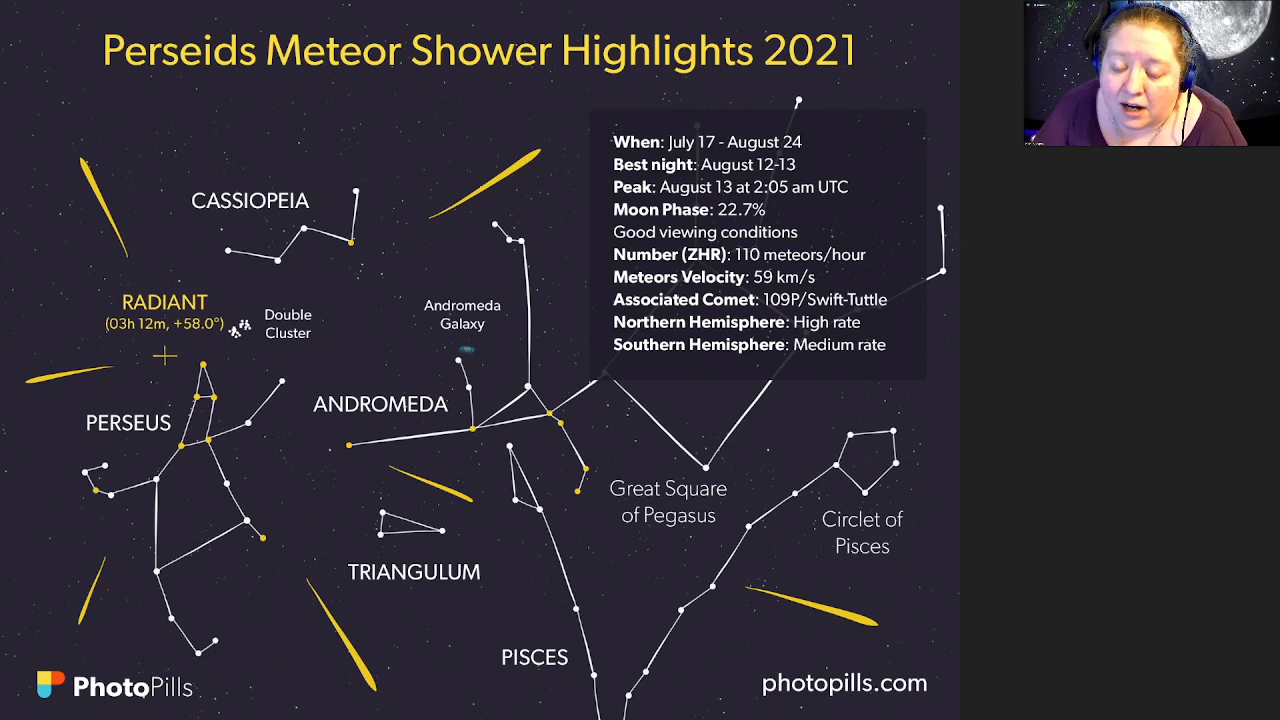 Perseids Meteor Shower Highlights 2021
When: July 17 - August 24
Best night: August 12-13
Peak: August 13 at 2:05 am UTC
Moon Phase: 22.7%
Good viewing conditions
Number (ZHR): 110 meteors/hour
Meteors Velocity: 59 km/s
Associated Comet: 109P/Swift-Tuttle
Northern Hemisphere: High rate
Southern Hemisphere: Medium rate
CASSIOPEIA
RADIANT
(03h 12m, +58.0°)
Double
Cluster
Andromeda
Galaxy
PERSEUS
ANDROMEDA
Great Square
of Pegasus
Circlet of
Pisces
TRIANGULUM
PISCES
PhotoPills
photopills.com